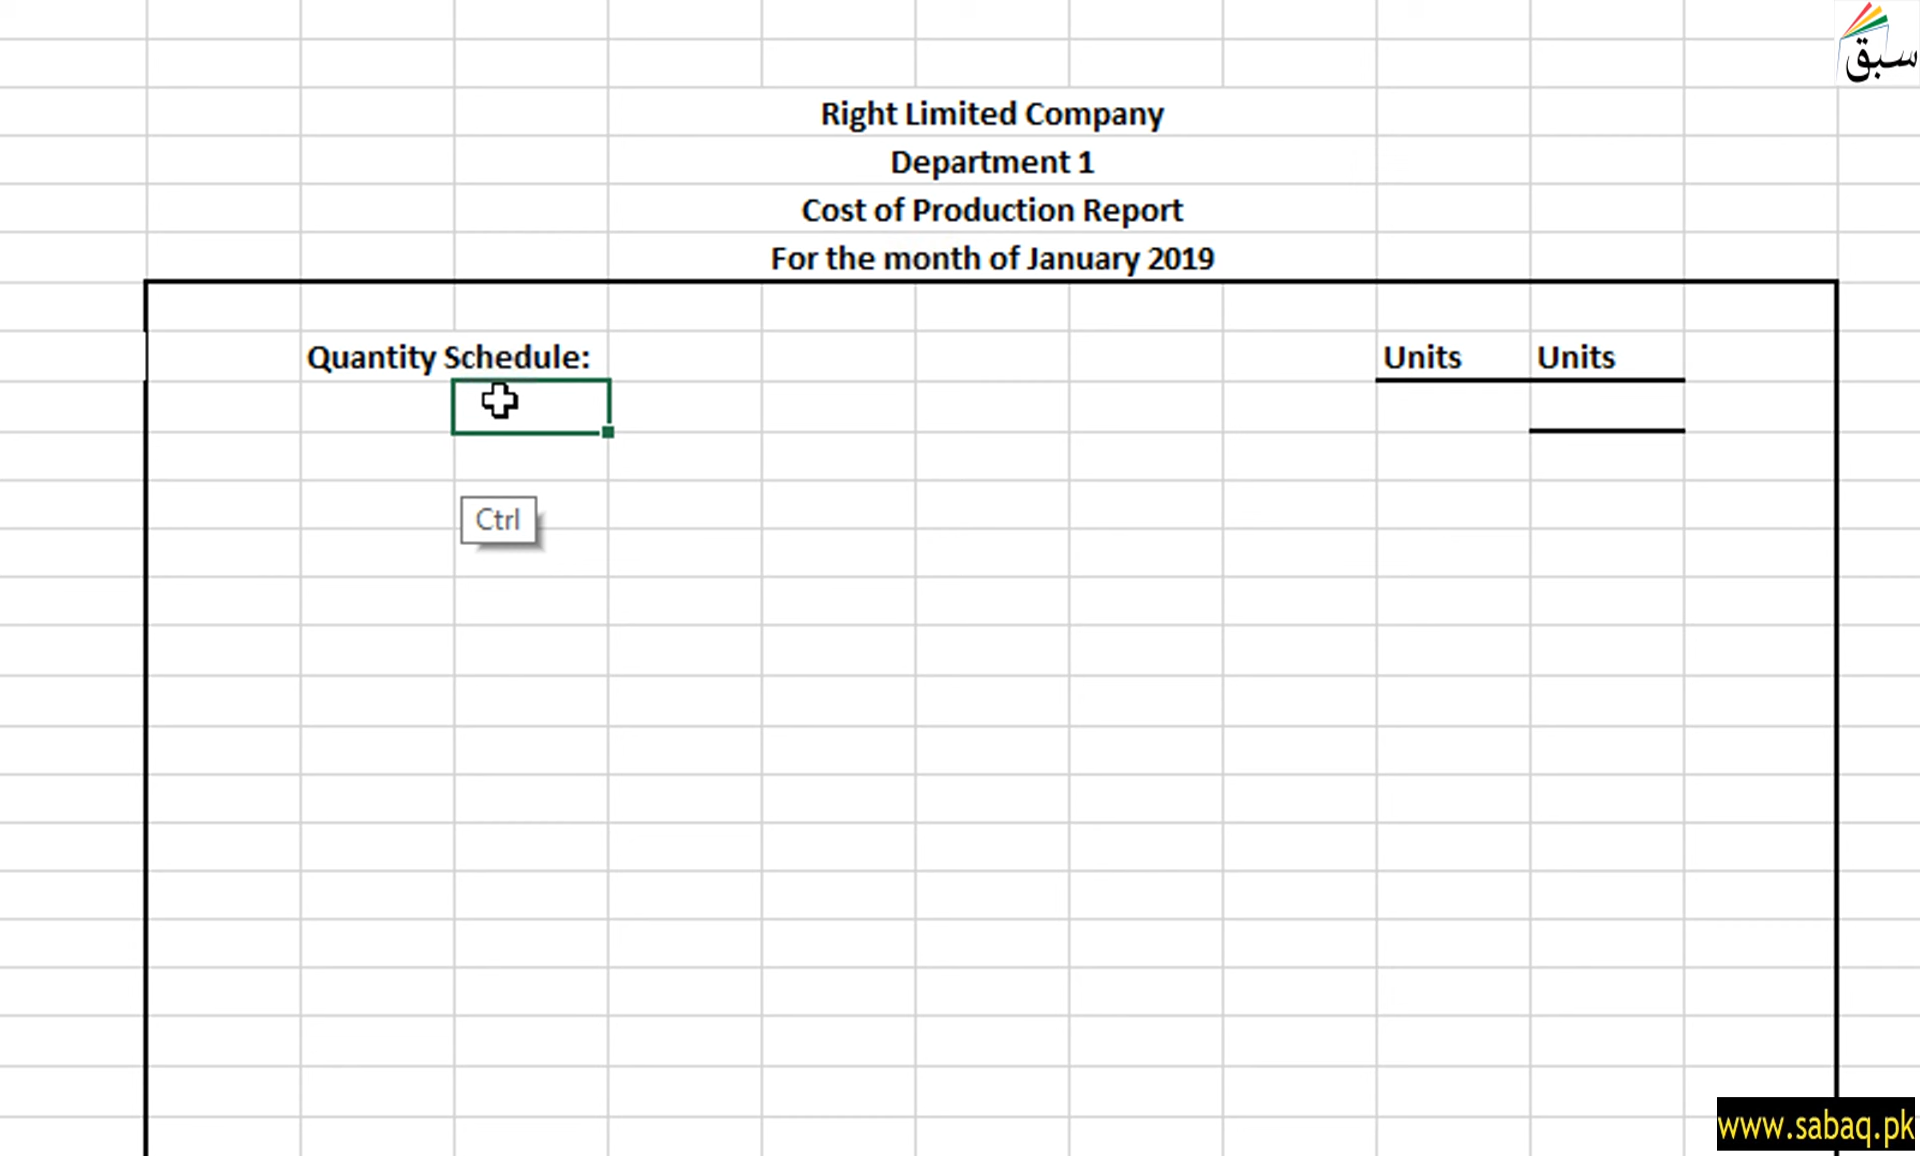 سبق
Right Limited Company
Department 1
Cost of Production Report
For the month of January 2019
Quantity Schedule: Units Units
Ctrl
www.sabaq.pk